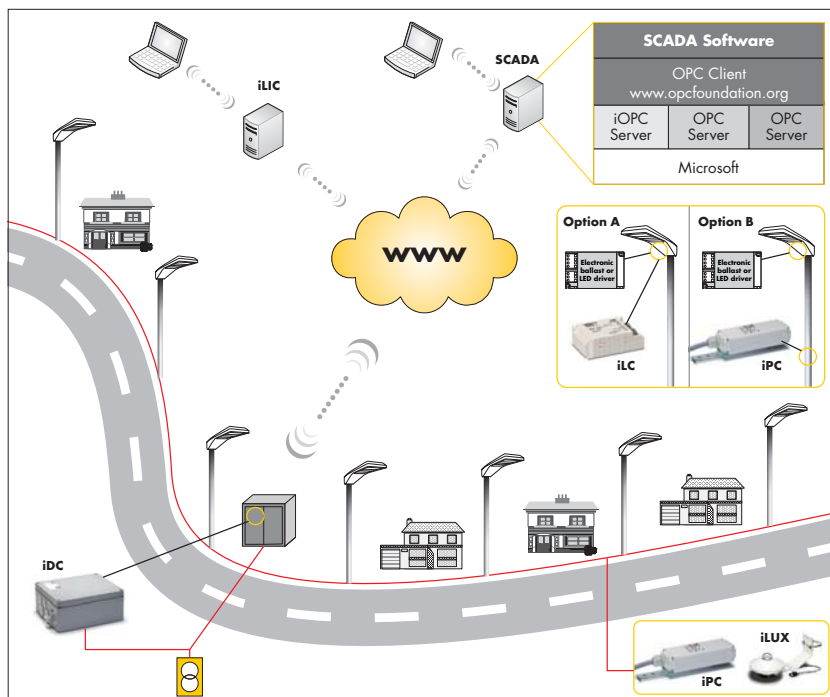 iLIC
SCADA
SCADA Software
OPC Client
www.opcfoundation.org
iOPC
Server
OPC
Server
OPC
Server
Microsoft
www
Option A
Electronic
ballast or
LED driver
iLC
Option B
Electronic
ballast or
LED driver
iPC
iDC
iPC
iLUX